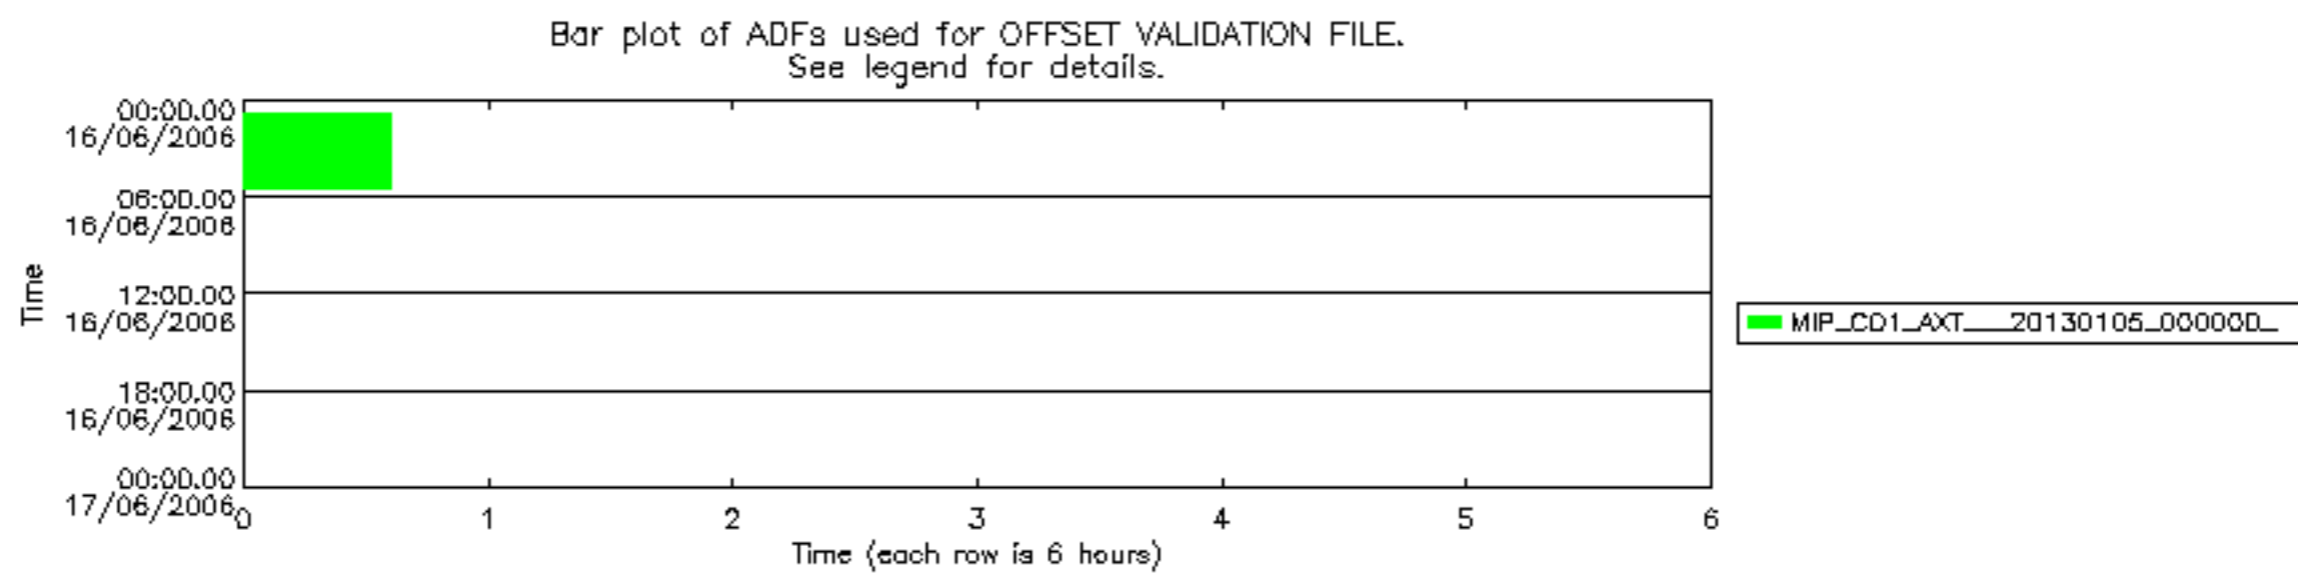 Bar plot of ADFs used for OFFSET VALIDATION FILE.
See legend for details.
00:00.00
16/06/2006
06:00.00
16/06/2006
Time
12:00.00
16/06/2006
MIP_CO1_AXT___20130105_000000_
18:00.00
16/06/2006
00:00.00
17/06/2006
0 1 2 3 4 5 6
Time (each row is 6 hours)